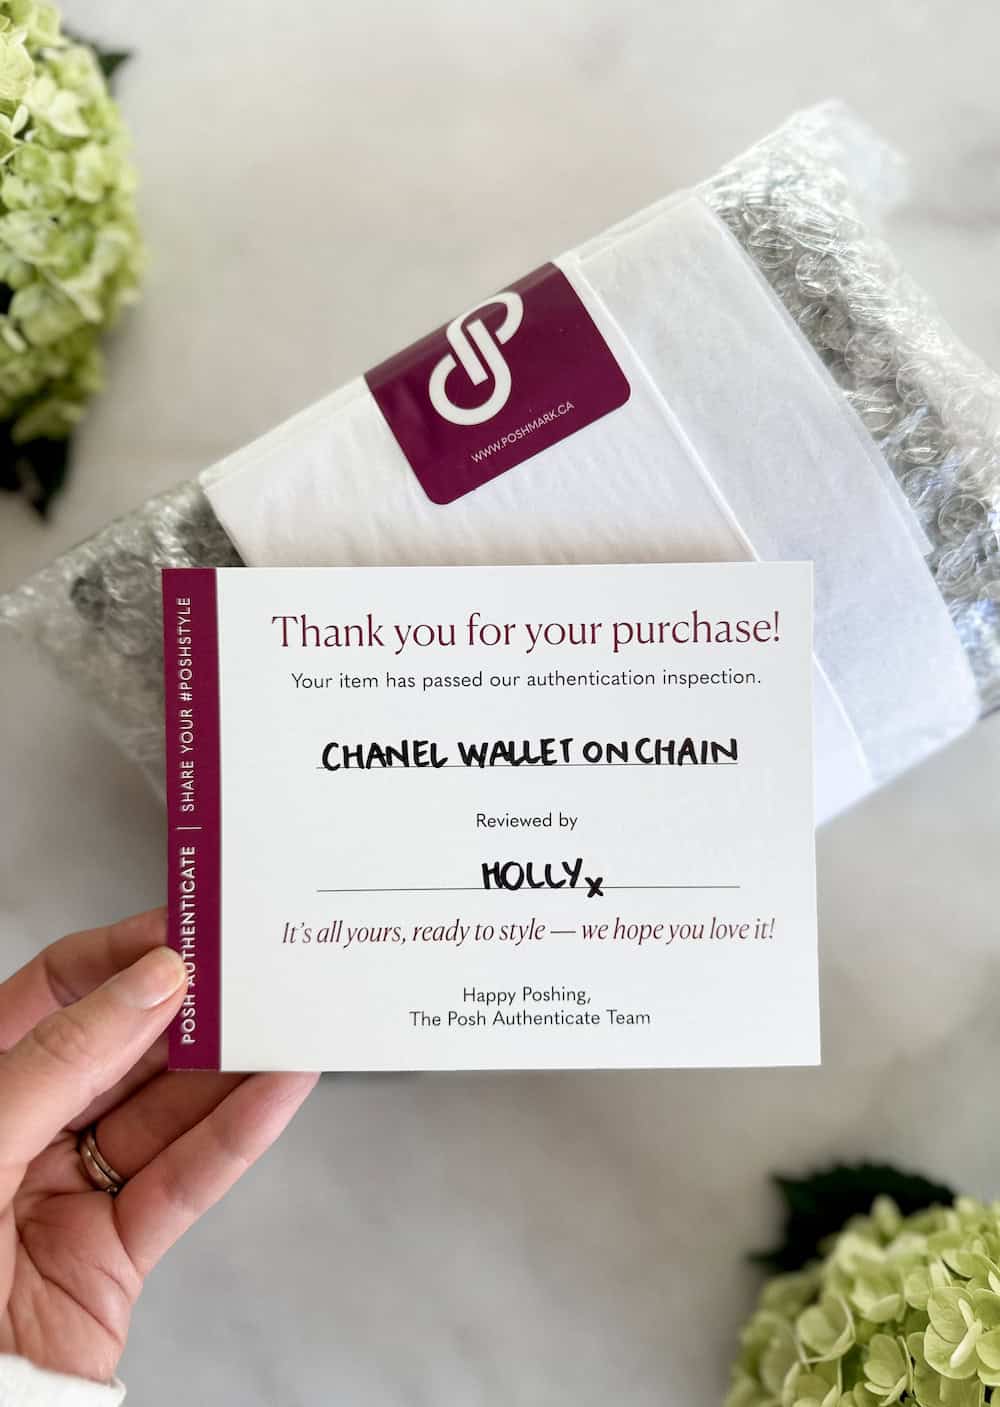 WWW.POSHMARK.CA
Thank you for your purchase!
Your item has passed our authentication inspection.
CHANEL WALLET ON CHAIN
Reviewed by
HOLLYx
It's all yours, ready to style — we hope you love it!
Happy Poshing,
The Posh Authenticate Team
POSH AUTHENTICATE | SHARE YOUR #POSHSTYLE